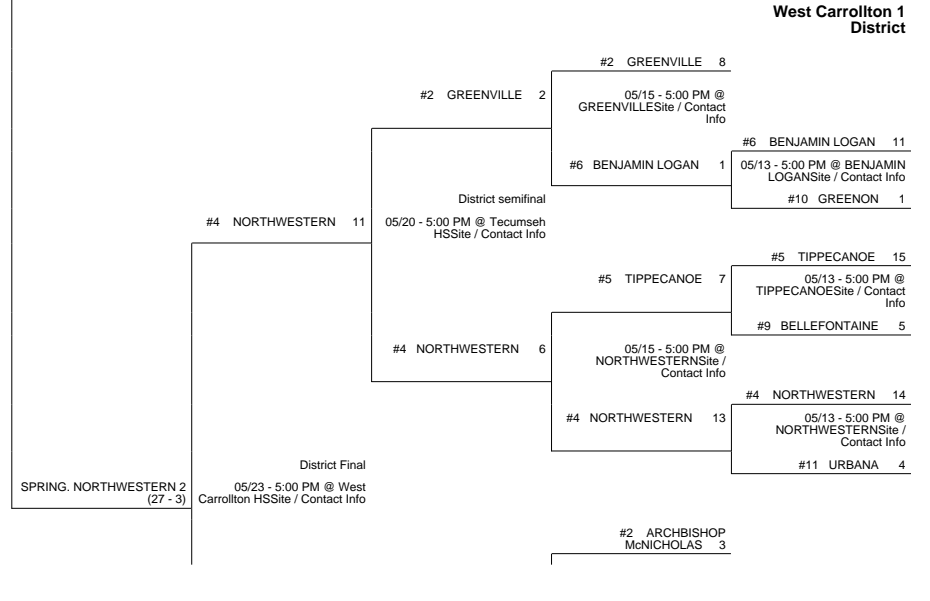 West Carrollton 1
District
#2 GREENVILLE 8
#2 GREENVILLE 2
05/15 - 5:00 PM @
GREENVILLESite / Contact
Info
#6 BENJAMIN LOGAN 11
#6 BENJAMIN LOGAN 1
05/13 - 5:00 PM @ BENJAMIN
LOGANSite / Contact Info
#10 GREENON 1
District semifinal
#4 NORTHWESTERN 11
05/20 - 5:00 PM @ Tecumseh
HSSite / Contact Info
#5 TIPPECANOE 15
#5 TIPPECANOE 7
05/13 - 5:00 PM @
TIPPECANOESite / Contact
Info
#9 BELLEFONTAINE 5
#4 NORTHWESTERN 6
05/15 - 5:00 PM @
NORTHWESTERNSite /
Contact Info
#4 NORTHWESTERN 14
#4 NORTHWESTERN 13
05/13 - 5:00 PM @
NORTHWESTERNSite /
Contact Info
#11 URBANA 4
District Final
SPRING. NORTHWESTERN 2
(27 - 3)
05/23 - 5:00 PM @ West
Carrollton HSSite / Contact Info
#2 ARCHBISHOP
McNICHOLAS 3